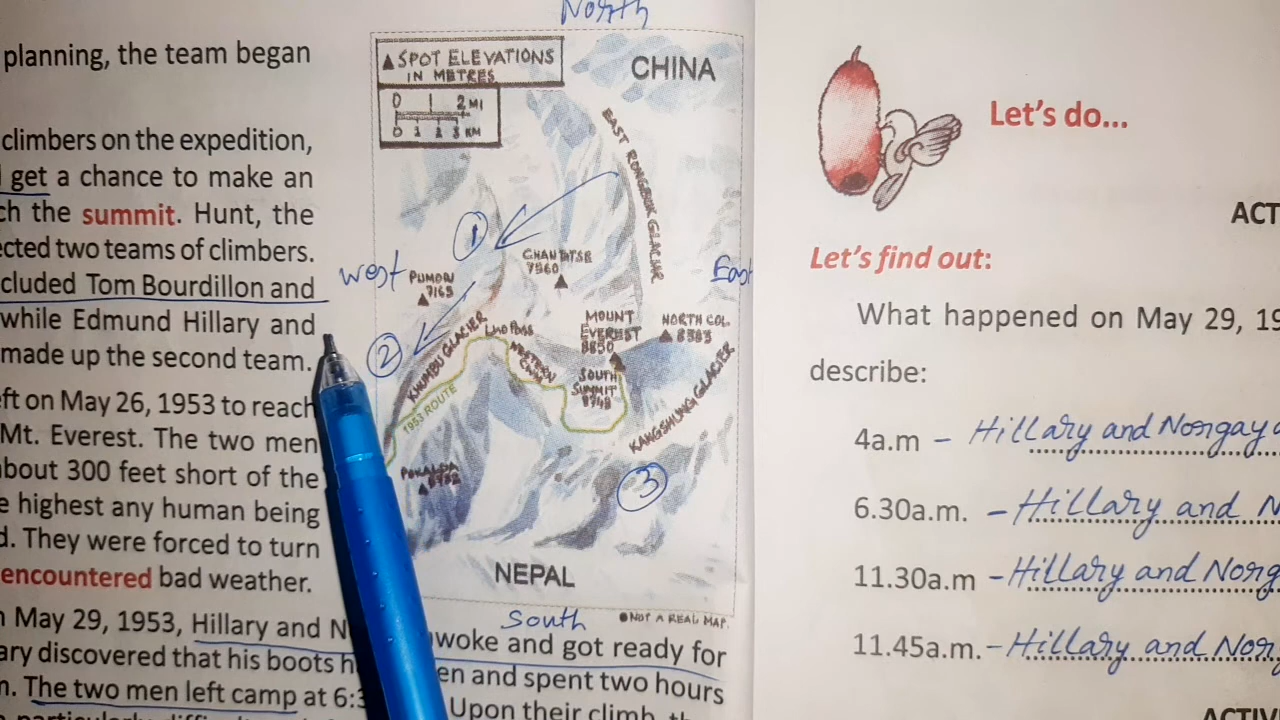 planning, the team began
climbers on the expedition,
get a chance to make an
ch the summit. Hunt, the
ected two teams of climbers.
cluded Tom Bourdillon and
while Edmund Hillary and
made up the second team.
eft on May 26, 1953 to reach
Mt. Everest. The two men
about 300 feet short of the
e highest any human being
d. They were forced to turn
encountered bad weather.
May 29, 1953, Hillary and N woke and got ready for
ary discovered that his boots h en and spent two hours
n. The two men left camp at 6:3 Upon their climb, th
North
▲ SPOT ELEVATIONS
IN METRES
0 1 2 MI
0 1 2 3 KM
CHINA
EAST RONGBUK GLACIAR
1
West
East
PUMORI
7165
2
KHUMBU GLACIER
Lho Pass
WESTERN CWM
MOUNT
EVEREST
8850
NORTH COL.
SOUTH
SUMMIT
KANGSHUNG GLACIER
1953 ROUTE
3
NEPAL
South
●NOT A REAL MAP.
Let's do...
ACT
Let's find out:
What happened on May 29, 19
describe:
4a.m – Hillary and Norgay
6.30a.m. – Hillary and N
11.30a.m – Hillary and Norg
11.45a.m. – Hillary and Nor
ACTIV